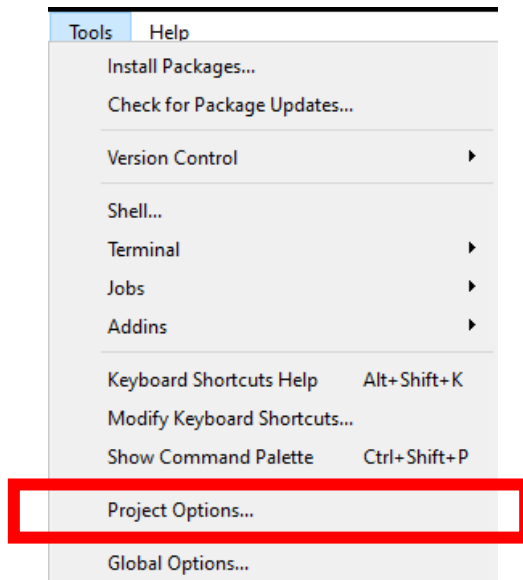 Tools Help
Install Packages...
Check for Package Updates...
Version Control
Shell...
Terminal
Jobs
Addins
Keyboard Shortcuts Help Alt+Shift+K
Modify Keyboard Shortcuts...
Show Command Palette Ctrl+Shift+P
Project Options...
Global Options...